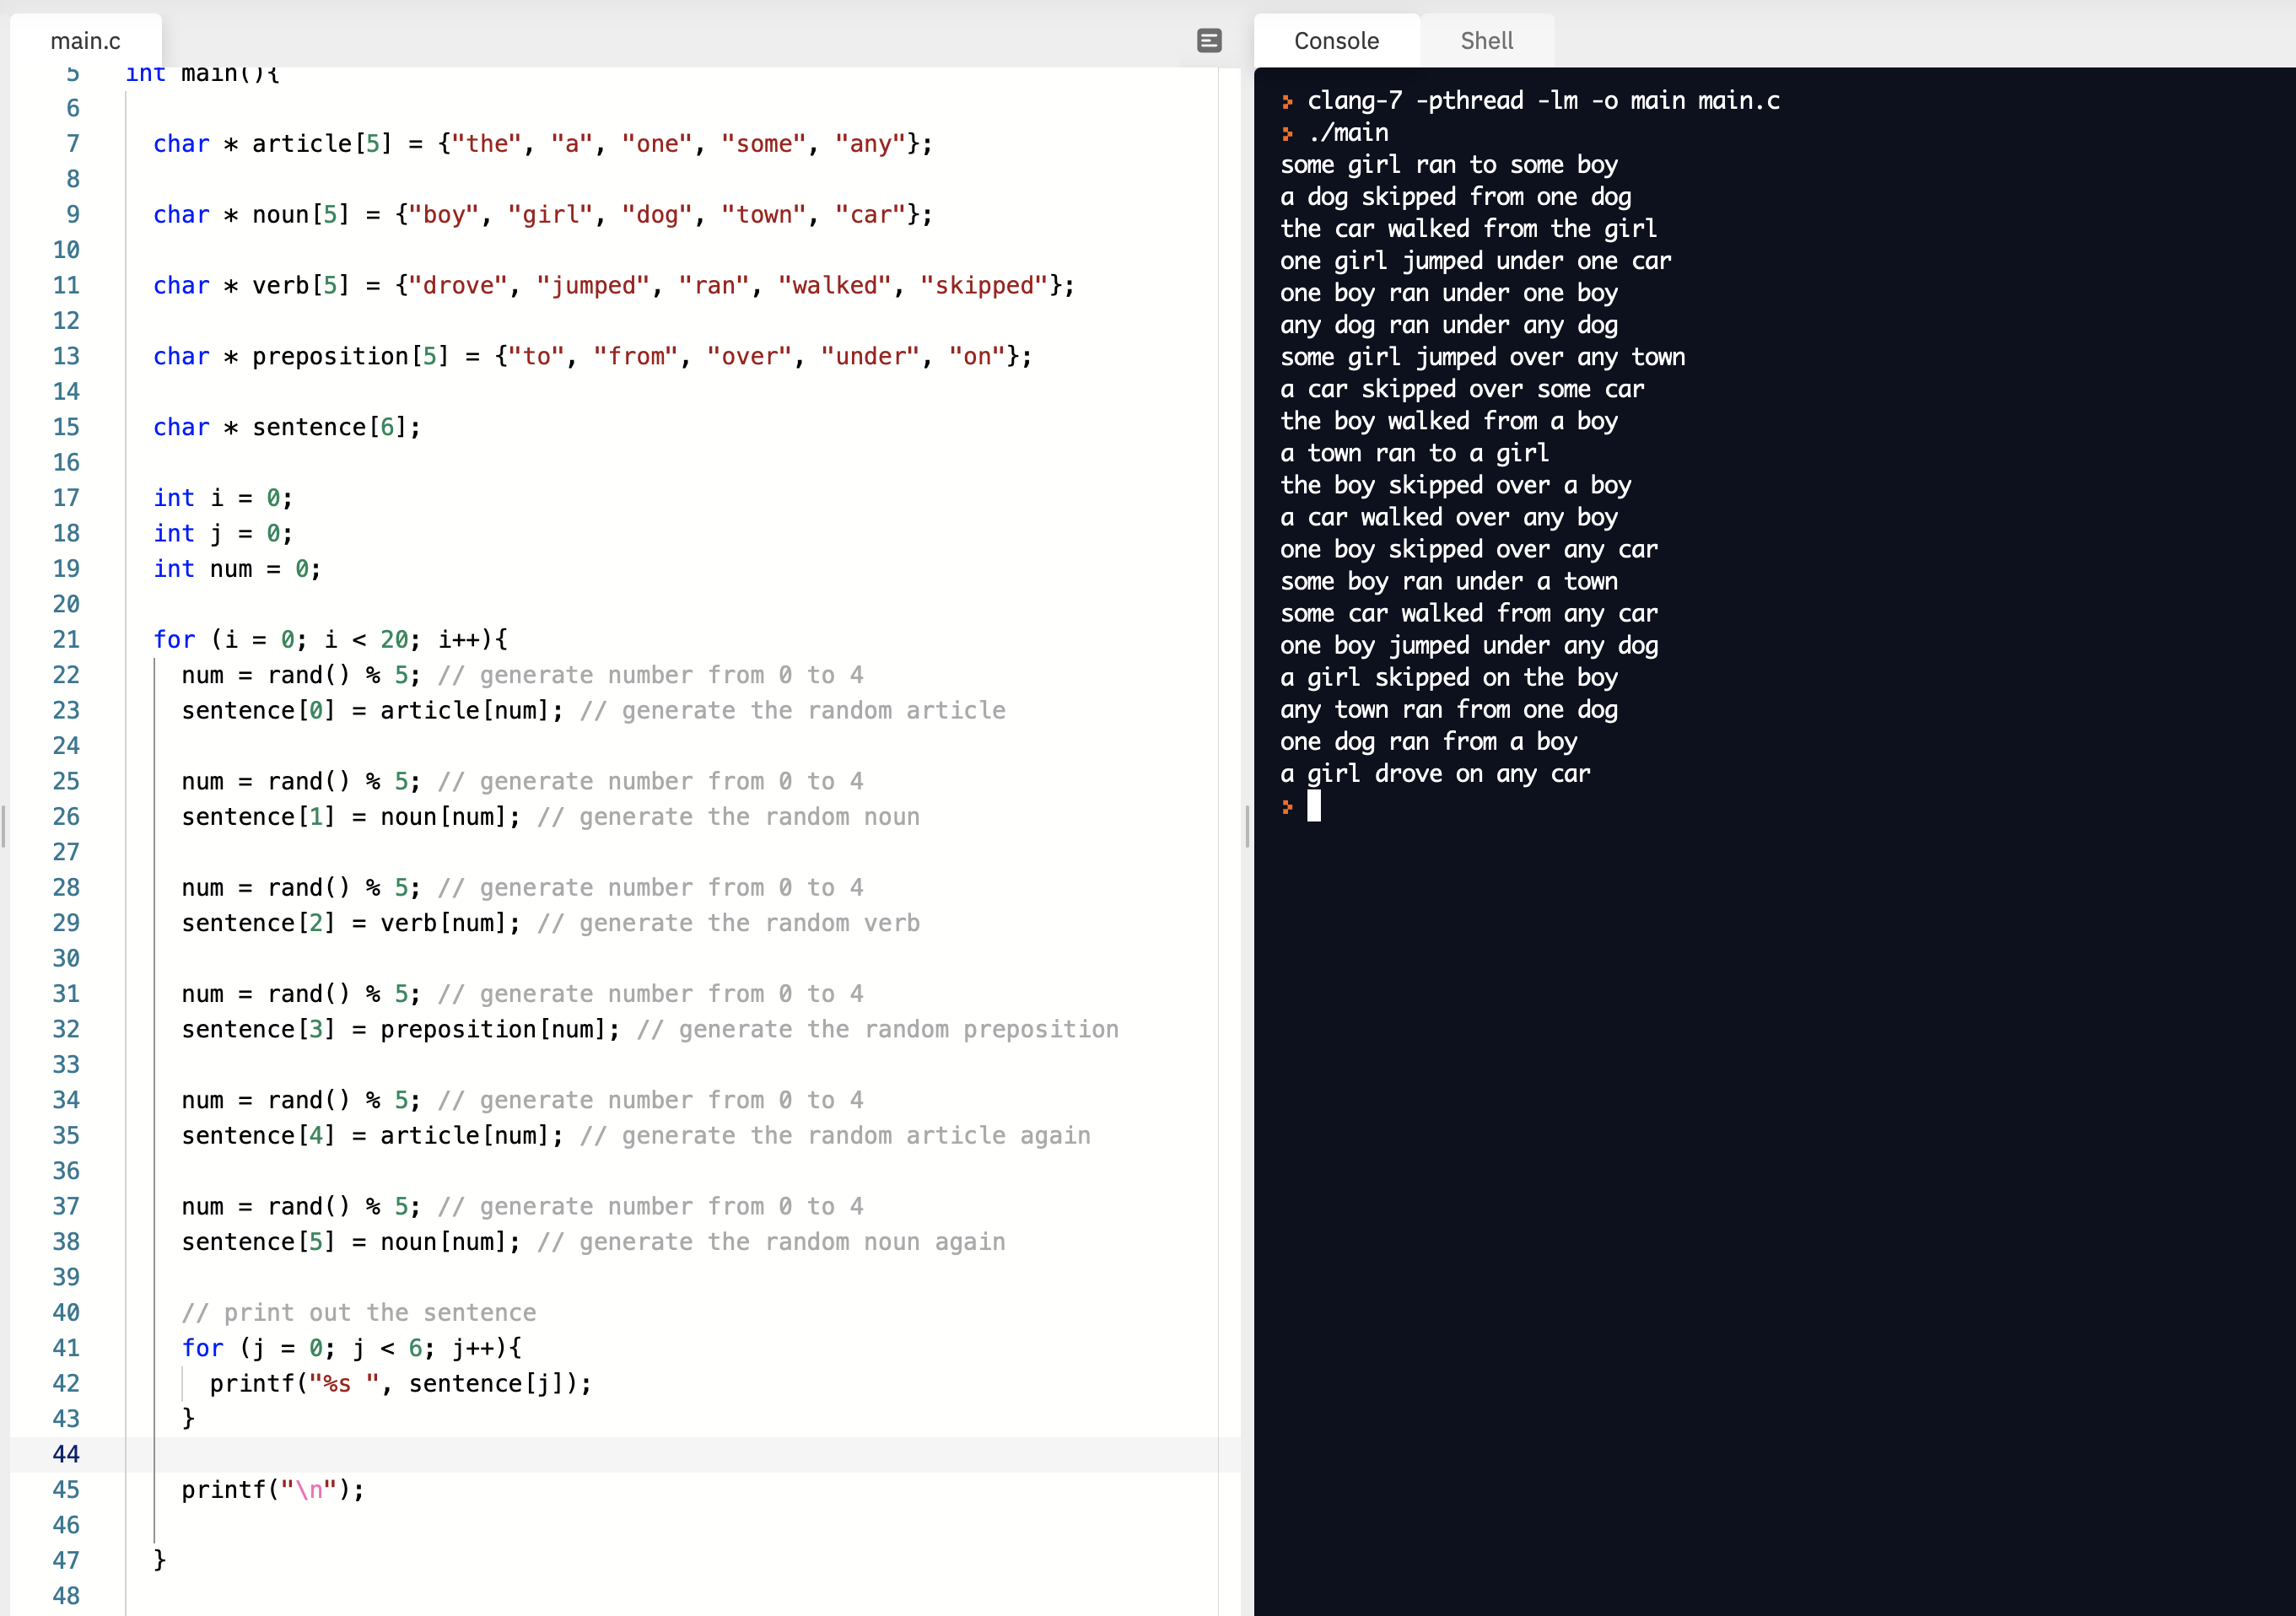 main.c
5 int main(){
6
7 char * article[5] = {"the", "a", "one", "some", "any"};
8
9 char * noun[5] = {"boy", "girl", "dog", "town", "car"};
10
11 char * verb[5] = {"drove", "jumped", "ran", "walked", "skipped"};
12
13 char * preposition[5] = {"to", "from", "over", "under", "on"};
14
15 char * sentence[6];
16
17 int i = 0;
18 int j = 0;
19 int num = 0;
20
21 for (i = 0; i < 20; i++){
22 num = rand() % 5; // generate number from 0 to 4
23 sentence[0] = article[num]; // generate the random article
24
25 num = rand() % 5; // generate number from 0 to 4
26 sentence[1] = noun[num]; // generate the random noun
27
28 num = rand() % 5; // generate number from 0 to 4
29 sentence[2] = verb[num]; // generate the random verb
30
31 num = rand() % 5; // generate number from 0 to 4
32 sentence[3] = preposition[num]; // generate the random preposition
33
34 num = rand() % 5; // generate number from 0 to 4
35 sentence[4] = article[num]; // generate the random article again
36
37 num = rand() % 5; // generate number from 0 to 4
38 sentence[5] = noun[num]; // generate the random noun again
39
40 // print out the sentence
41 for (j = 0; j < 6; j++){
42 printf("%s ", sentence[j]);
43 }
44
45 printf("\n");
46
47 }
48
Console Shell
clang-7 -pthread -lm -o main main.c
./main
some girl ran to some boy
a dog skipped from one dog
the car walked from the girl
one girl jumped under one car
one boy ran under one boy
any dog ran under any dog
some girl jumped over any town
a car skipped over some car
the boy walked from a boy
a town ran to a girl
the boy skipped over a boy
a car walked over any boy
one boy skipped over any car
some boy ran under a town
some car walked from any car
one boy jumped under any dog
a girl skipped on the boy
any town ran from one dog
one dog ran from a boy
a girl drove on any car